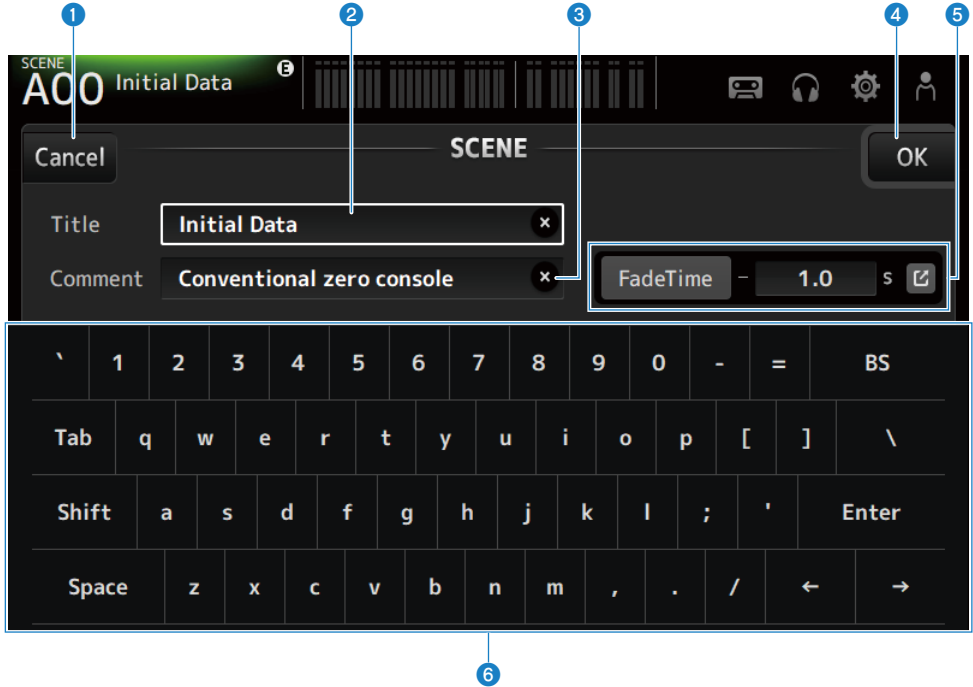 1 2 3 4 5
SCENE
A00 Initial Data E
Cancel SCENE OK
Title Initial Data ×
Comment Conventional zero console × FadeTime – 1.0 s
` 1 2 3 4 5 6 7 8 9 0 - = BS
Tab q w e r t y u i o p [ ] \
Shift a s d f g h j k l ; ' Enter
Space z x c v b n m , . / ← →
6